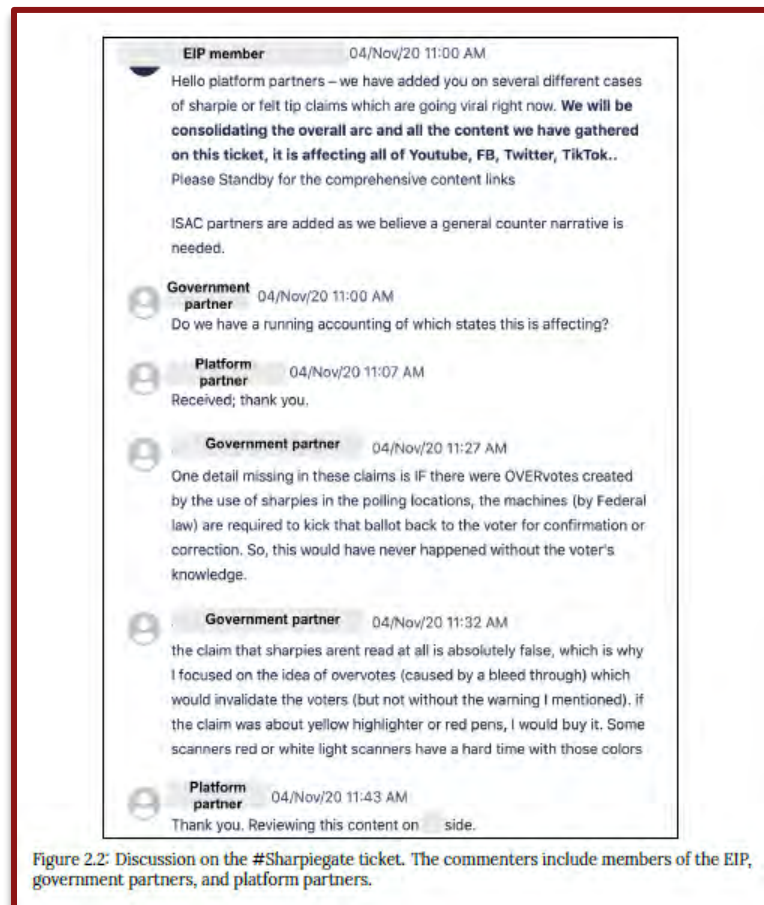 EIP member 04/Nov/20 11:00 AM
Hello platform partners – we have added you on several different cases
of sharpie or felt tip claims which are going viral right now. We will be
consolidating the overall arc and all the content we have gathered
on this ticket, it is affecting all of Youtube, FB, Twitter, TikTok..
Please Standby for the comprehensive content links
ISAC partners are added as we believe a general counter narrative is
needed.
Government
partner 04/Nov/20 11:00 AM
Do we have a running accounting of which states this is affecting?
Platform
partner 04/Nov/20 11:07 AM
Received; thank you.
Government partner 04/Nov/20 11:27 AM
One detail missing in these claims is IF there were OVERvotes created
by the use of sharpies in the polling locations, the machines (by Federal
law) are required to kick that ballot back to the voter for confirmation or
correction. So, this would have never happened without the voter's
knowledge.
Government partner 04/Nov/20 11:32 AM
the claim that sharpies arent read at all is absolutely false, which is why
I focused on the idea of overvotes (caused by a bleed through) which
would invalidate the voters (but not without the warning I mentioned). if
the claim was about yellow highlighter or red pens, I would buy it. Some
scanners red or white light scanners have a hard time with those colors
Platform
partner 04/Nov/20 11:43 AM
Thank you. Reviewing this content on side.
Figure 2.2: Discussion on the #Sharpiegate ticket. The commenters include members of the EIP,
government partners, and platform partners.